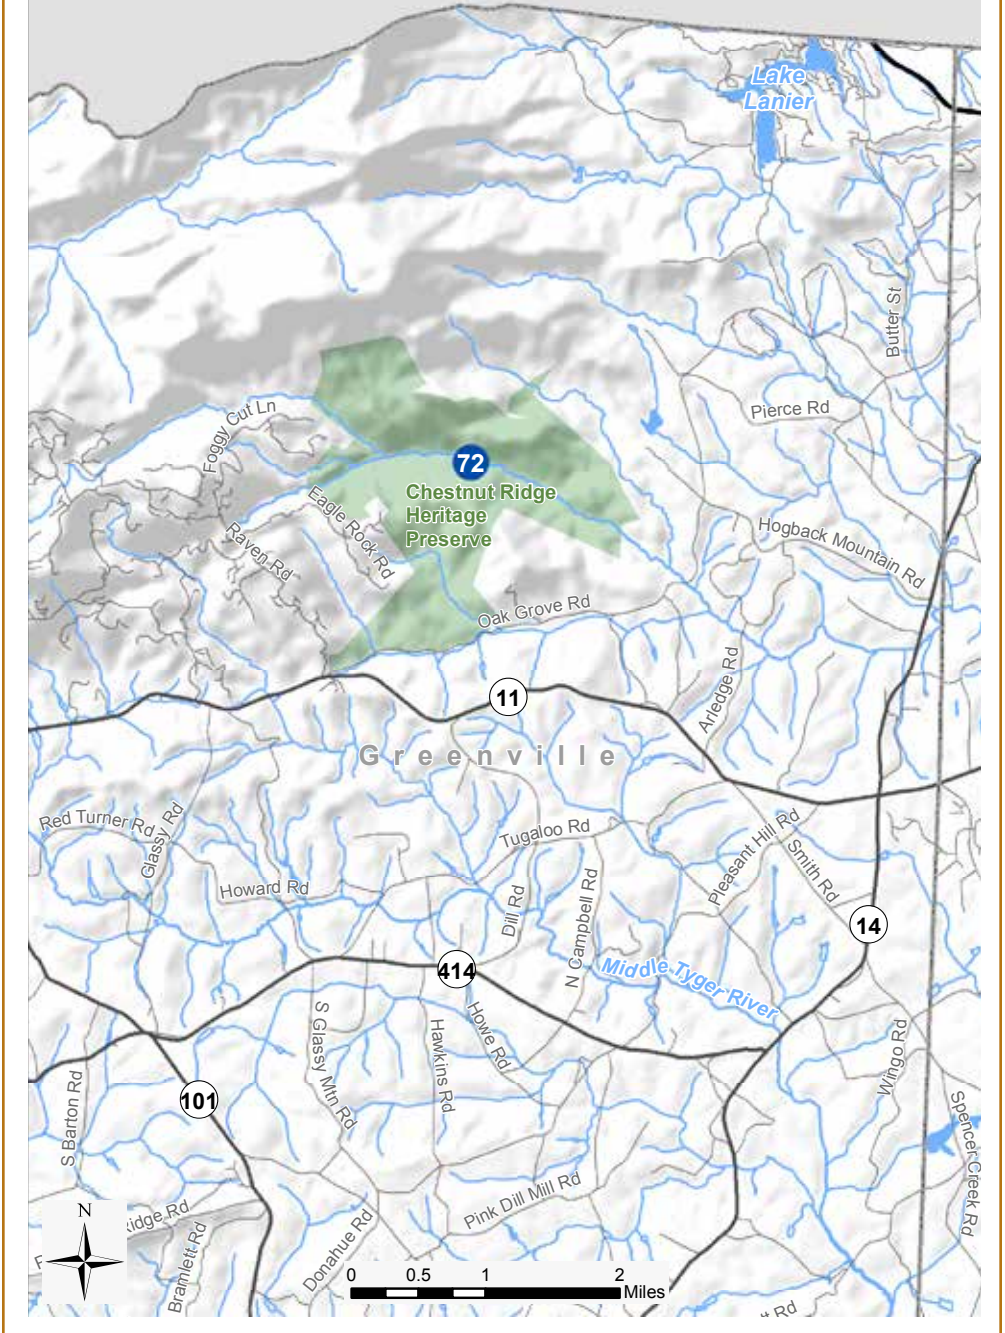 Lake
Lanier
Butter St
Pierce Rd
Foggy Cut Ln
72
Chestnut Ridge
Heritage
Preserve
Eagle Rock Rd
Raven Rd
Hogback Mountain Rd
Oak Grove Rd
Arledge Rd
11
Greenville
Red Turner Rd
Glassy Rd
Tugaloo Rd
Pleasant Hill Rd
Smith Rd
Howard Rd
Dill Rd
N Campbell Rd
14
414
Middle Tyger River
S Glassy Mtn Rd
Hawkins Rd
Howe Rd
Wingo Rd
101
S Barton Rd
Spencer Creek Rd
Pink Dill Mill Rd
N
Rd
Bramlett Rd
Donahue Rd
0 0.5 1 2
Miles
Rd